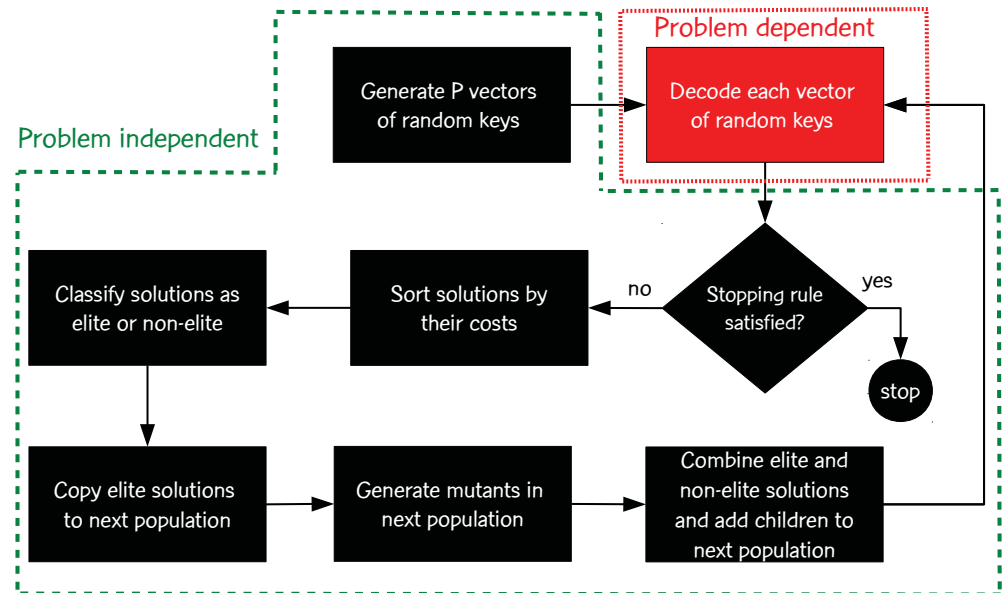 Problem dependent
Generate P vectors
of random keys
Decode each vector
of random keys
Problem independent
Classify solutions as
elite or non-elite
Sort solutions by
their costs
no
Stopping rule
satisfied?
yes
stop
Copy elite solutions
to next population
Generate mutants in
next population
Combine elite and
non-elite solutions
and add children to
next population